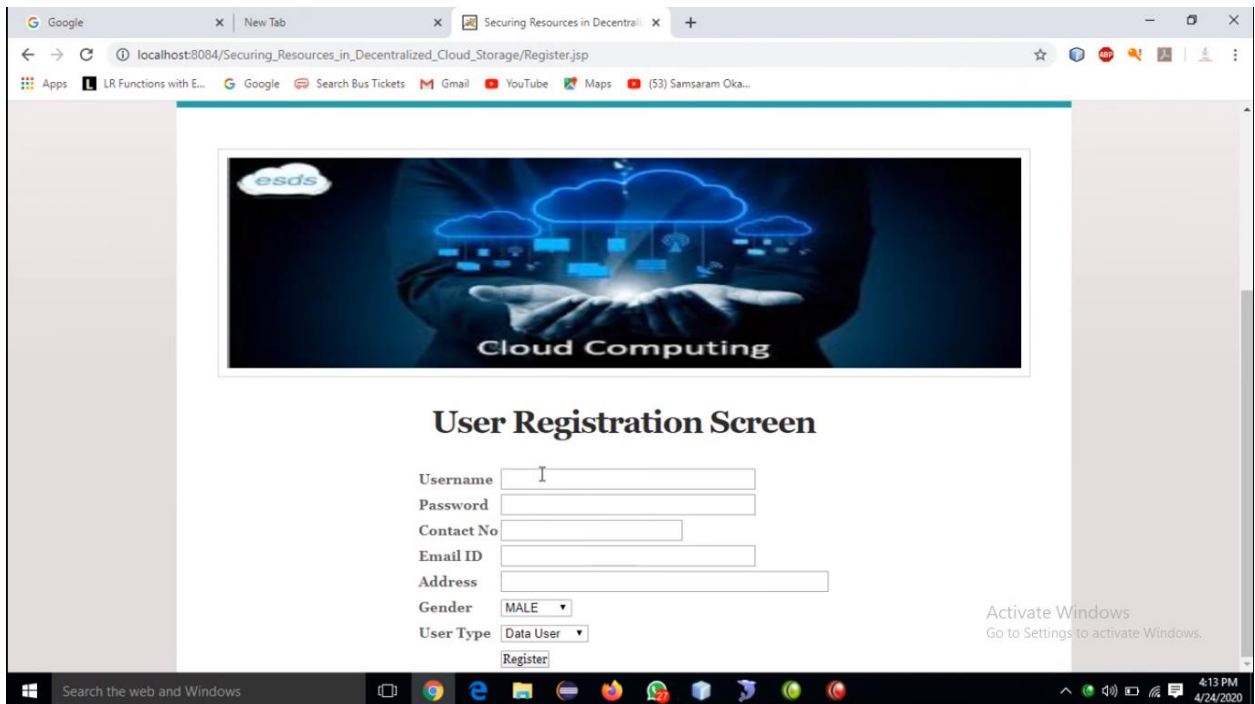 Google
New Tab
Securing Resources in Decentrali
localhost:8084/Securing_Resources_in_Decentralized_Cloud_Storage/Register.jsp
ABP
Apps L LR Functions with E... G Google Search Bus Tickets M Gmail YouTube Maps (53) Samsaram Oka...
esds
Cloud Computing
User Registration Screen
Username
Password
Contact No
Email ID
Address
Gender MALE
User Type Data User
Register
Activate Windows
Go to Settings to activate Windows.
Search the web and Windows
27
4:13 PM
4/24/2020